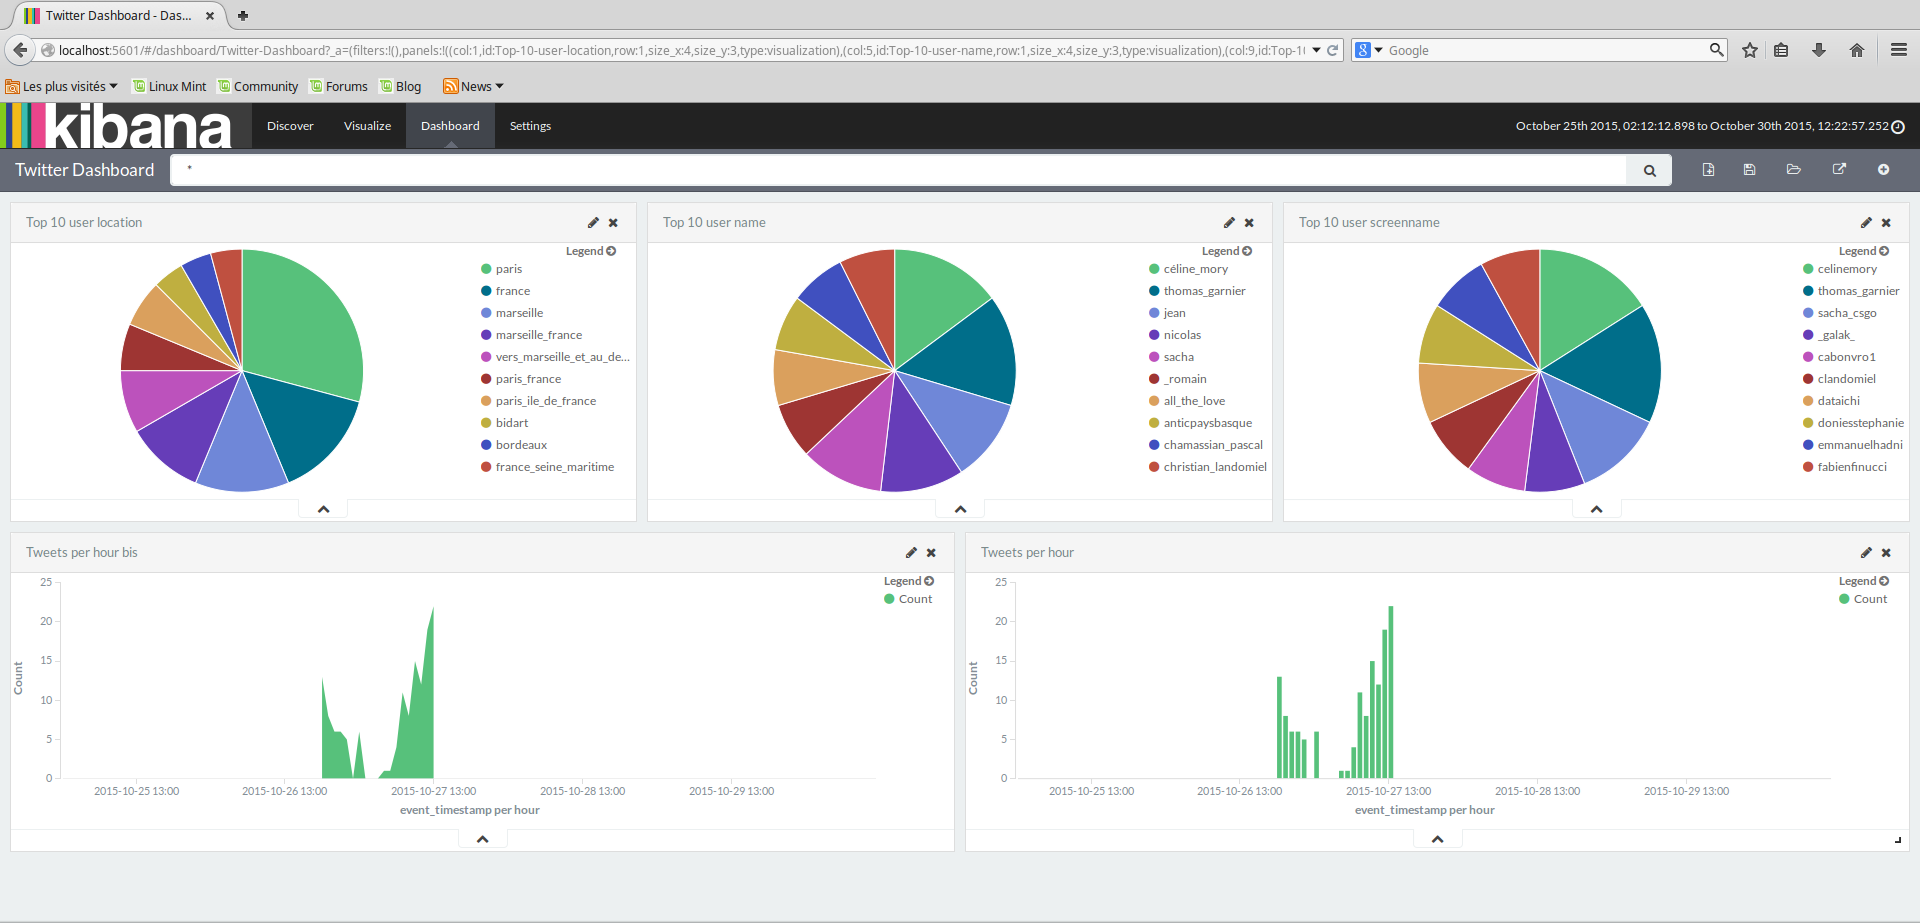 Twitter Dashboard - Das...
localhost:5601/#/dashboard/Twitter-Dashboard?_a=(filters:!(),panels:!((col:1,id:Top-10-user-location,row:1,size_x:4,size_y:3,type:visualization),(col:5,id:Top-10-user-name,row:1,size_x:4,size_y:3,type:visualization),(col:9,id:Top-1
Google
Les plus visités
Linux Mint
Community
Forums
Blog
News
kibana
Discover
Visualize
Dashboard
Settings
October 25th 2015, 02:12:12.898 to October 30th 2015, 12:22:57.252
Twitter Dashboard
*
Top 10 user location
Legend
paris
france
marseille
marseille_france
vers_marseille_et_au_de...
paris_france
paris_ile_de_france
bidart
bordeaux
france_seine_maritime
Top 10 user name
Legend
céline_mory
thomas_garnier
jean
nicolas
sacha
_romain
all_the_love
anticpaysbasque
chamassian_pascal
christian_landomiel
Top 10 user screenname
Legend
celinemory
thomas_garnier
sacha_csgo
_galak_
cabonvro1
clandomiel
dataichi
doniesstephanie
emmanuelhadni
fabienfinucci
Tweets per hour bis
Legend
Count
25
20
15
10
5
0
Count
2015-10-25 13:00
2015-10-26 13:00
2015-10-27 13:00
2015-10-28 13:00
2015-10-29 13:00
event_timestamp per hour
Tweets per hour
Legend
Count
25
20
15
10
5
0
Count
2015-10-25 13:00
2015-10-26 13:00
2015-10-27 13:00
2015-10-28 13:00
2015-10-29 13:00
event_timestamp per hour